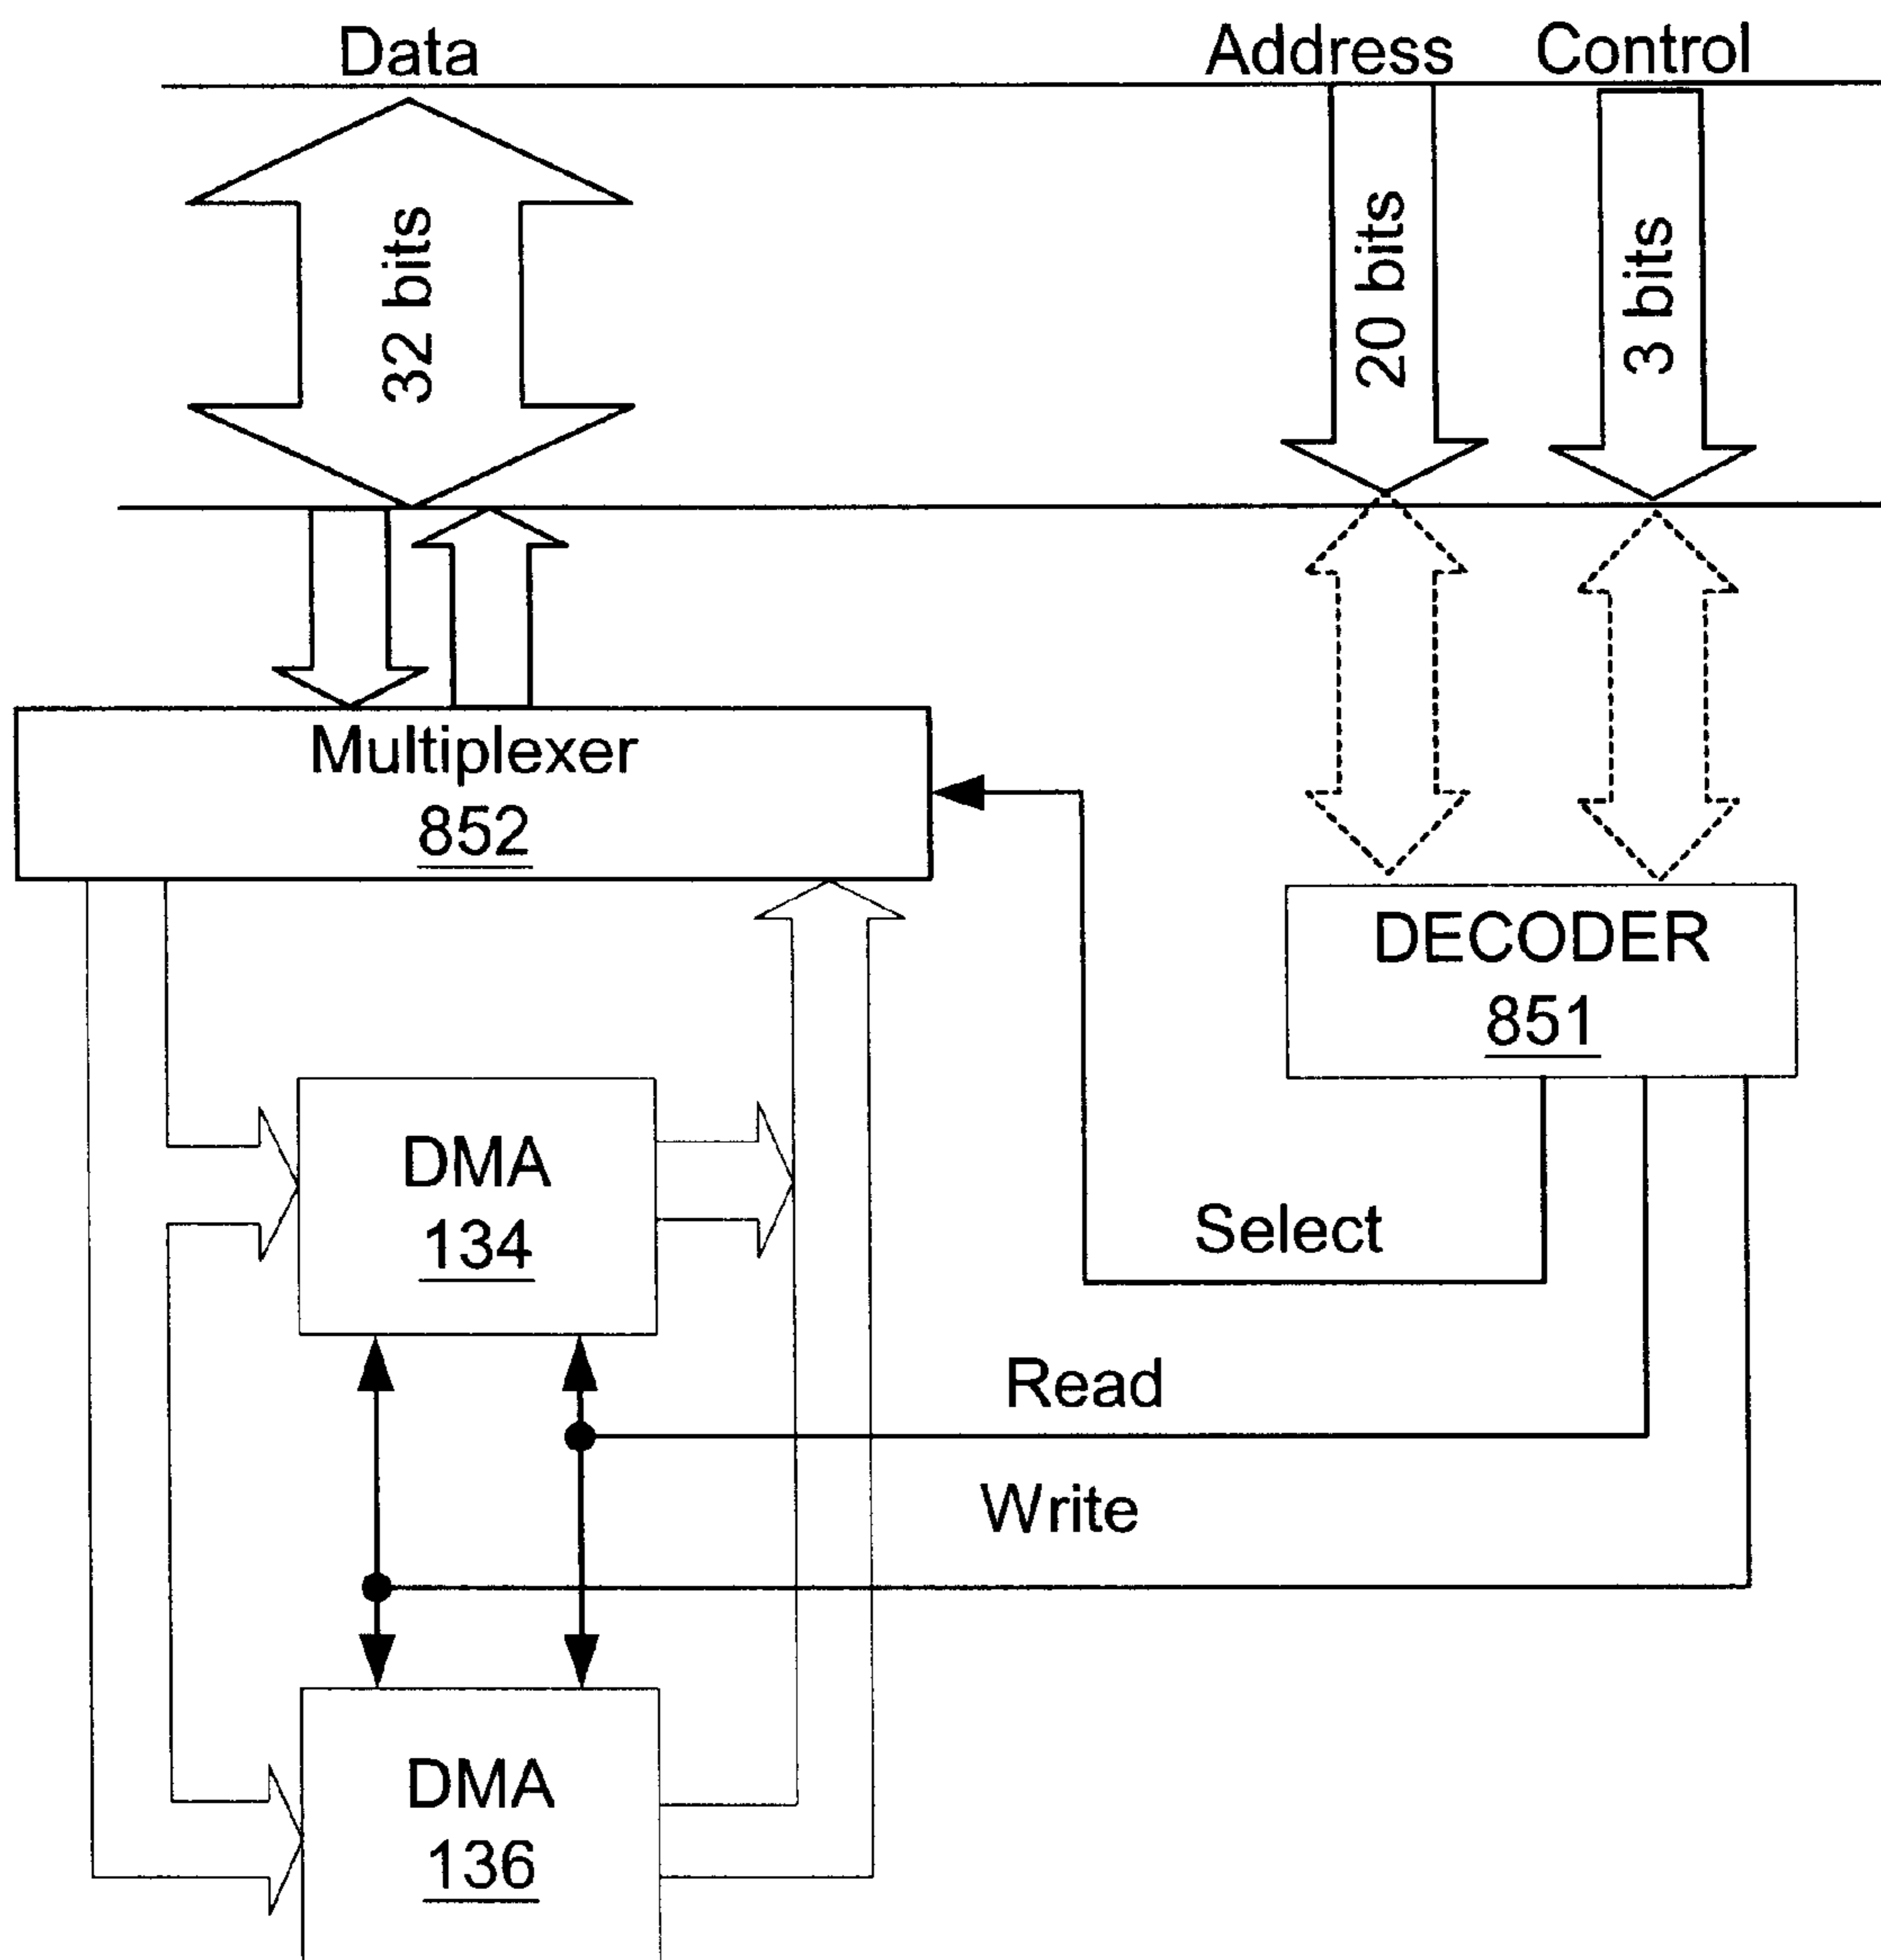 Data
Address
Control
32 bits
20 bits
3 bits
Multiplexer
852
DECODER
851
DMA
134
Select
Read
Write
DMA
136